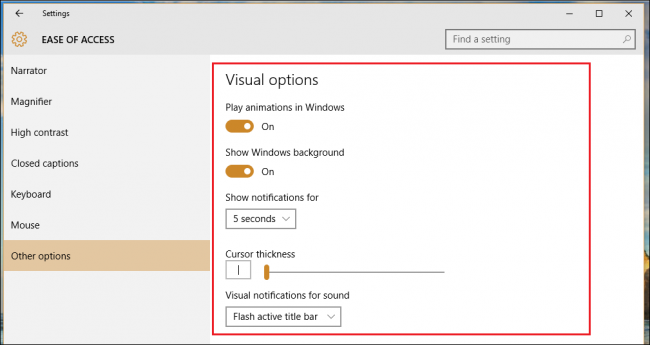 Settings
EASE OF ACCESS
Find a setting
Narrator
Magnifier
High contrast
Closed captions
Keyboard
Mouse
Other options
Visual options
Play animations in Windows
On
Show Windows background
On
Show notifications for
5 seconds
Cursor thickness
Visual notifications for sound
Flash active title bar